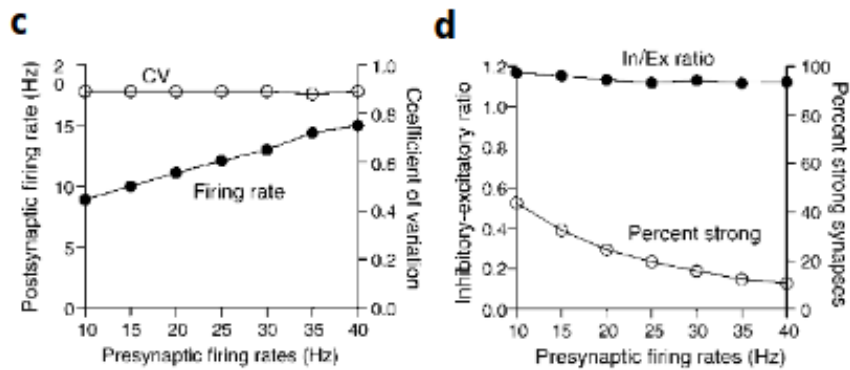 c
Postsynaptic firing rate (Hz)
2
0
15
10
5
0
CV
Firing rate
1.0
0.8
0.6
0.4
0.2
0.0
Coefficient of variation
10 15 20 25 30 35 40
Presynaptic firing rates (Hz)
d
Inhibitory-excitatory ratio
1.2
1.0
0.8
0.6
0.4
0.2
0.0
In/Ex ratio
Percent strong
100
80
60
40
20
0
Percent strong synapses
10 15 20 25 30 35 40
Presynaptic firing rates (Hz)